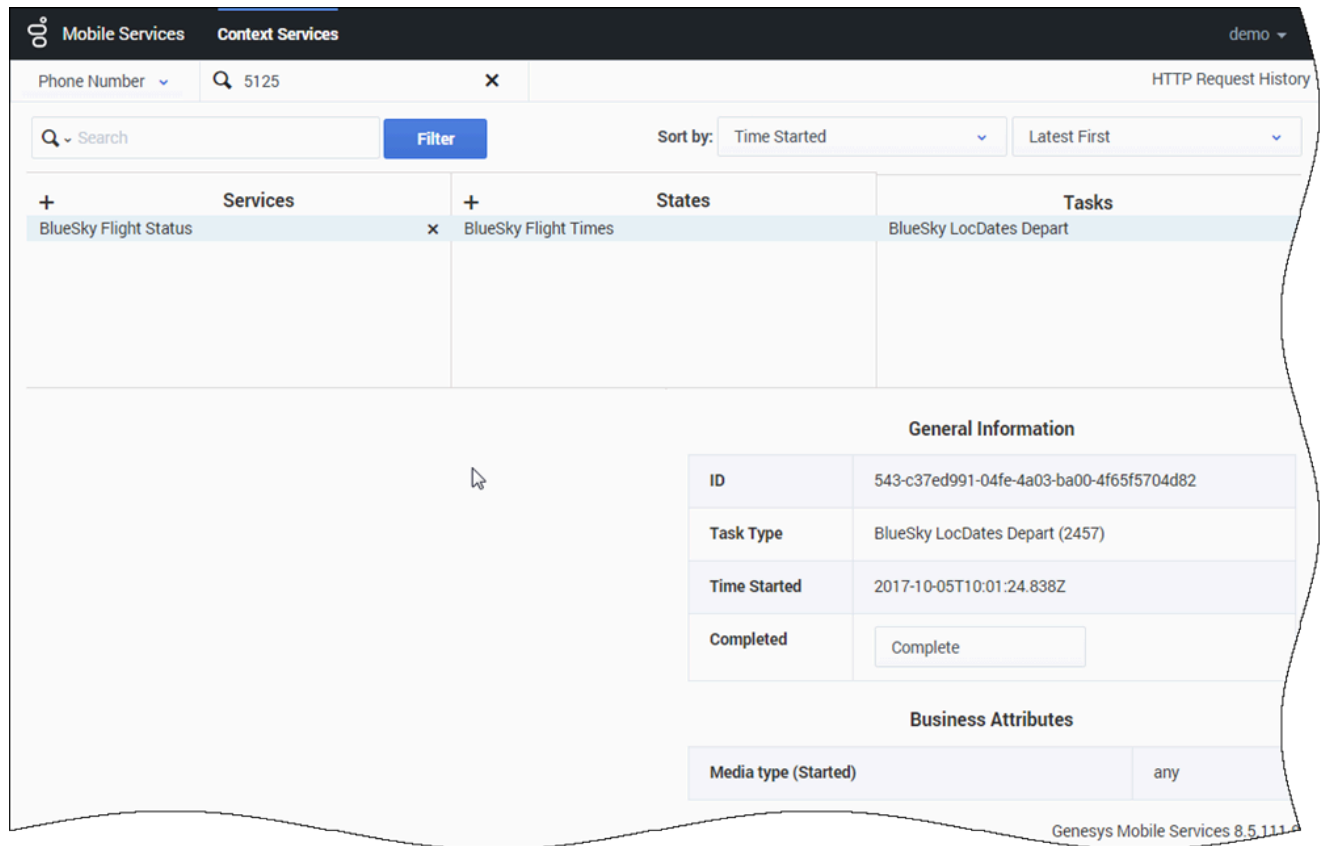 Mobile Services Context Services demo
Phone Number 5125 HTTP Request History
Search Filter Sort by: Time Started Latest First
+ Services + States Tasks
BlueSky Flight Status BlueSky Flight Times BlueSky LocDates Depart
General Information
ID 543-c37ed991-04fe-4a03-ba00-4f65f5704d82
Task Type BlueSky LocDates Depart (2457)
Time Started 2017-10-05T10:01:24.838Z
Completed Complete
Business Attributes
Media type (Started) any
Genesys Mobile Services 8.5.111